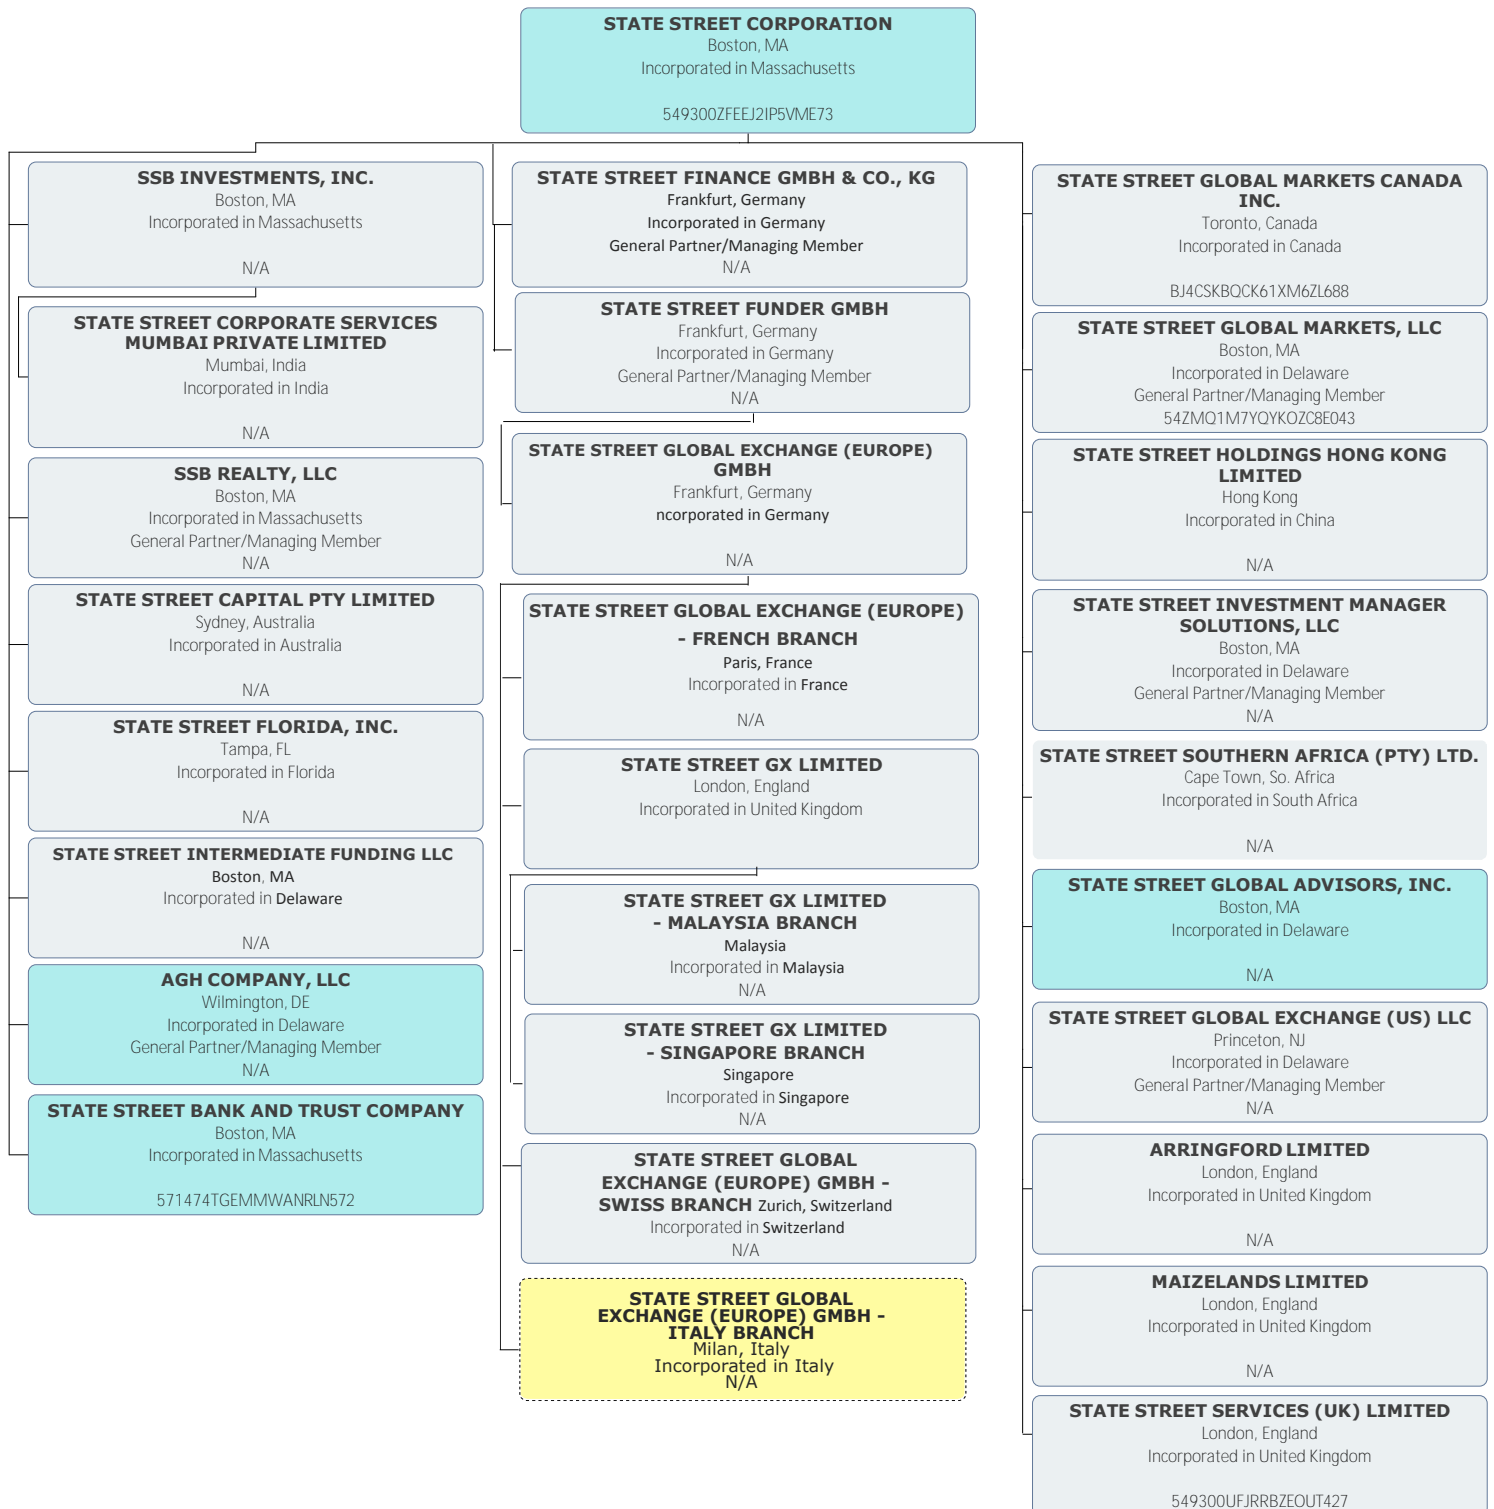 STATE STREET CORPORATION
Boston, MA
Incorporated in Massachusetts
549300ZFEEJ2IP5VME73
SSB INVESTMENTS, INC.
Boston, MA
Incorporated in Massachusetts
N/A
STATE STREET CORPORATE SERVICES
MUMBAI PRIVATE LIMITED
Mumbai, India
Incorporated in India
N/A
SSB REALTY, LLC
Boston, MA
Incorporated in Massachusetts
General Partner/Managing Member
N/A
STATE STREET CAPITAL PTY LIMITED
Sydney, Australia
Incorporated in Australia
N/A
STATE STREET FLORIDA, INC.
Tampa, FL
Incorporated in Florida
N/A
STATE STREET INTERMEDIATE FUNDING LLC
Boston, MA
Incorporated in Delaware
N/A
AGH COMPANY, LLC
Wilmington, DE
Incorporated in Delaware
General Partner/Managing Member
N/A
STATE STREET BANK AND TRUST COMPANY
Boston, MA
Incorporated in Massachusetts
571474TGEMMWANRLN572
STATE STREET FINANCE GMBH & CO., KG
Frankfurt, Germany
Incorporated in Germany
General Partner/Managing Member
N/A
STATE STREET FUNDER GMBH
Frankfurt, Germany
Incorporated in Germany
General Partner/Managing Member
N/A
STATE STREET GLOBAL EXCHANGE (EUROPE)
GMBH
Frankfurt, Germany
ncorporated in Germany
N/A
STATE STREET GLOBAL EXCHANGE (EUROPE)
- FRENCH BRANCH
Paris, France
Incorporated in France
N/A
STATE STREET GX LIMITED
London, England
Incorporated in United Kingdom
STATE STREET GX LIMITED
- MALAYSIA BRANCH
Malaysia
Incorporated in Malaysia
N/A
STATE STREET GX LIMITED
- SINGAPORE BRANCH
Singapore
Incorporated in Singapore
N/A
STATE STREET GLOBAL
EXCHANGE (EUROPE) GMBH -
SWISS BRANCH Zurich, Switzerland
Incorporated in Switzerland
N/A
STATE STREET GLOBAL
EXCHANGE (EUROPE) GMBH -
ITALY BRANCH
Milan, Italy
Incorporated in Italy
N/A
STATE STREET GLOBAL MARKETS CANADA
INC.
Toronto, Canada
Incorporated in Canada
BJ4CSKBQCK61XM6ZL688
STATE STREET GLOBAL MARKETS, LLC
Boston, MA
Incorporated in Delaware
General Partner/Managing Member
54ZMQ1M7YQYKOZC8E043
STATE STREET HOLDINGS HONG KONG
LIMITED
Hong Kong
Incorporated in China
N/A
STATE STREET INVESTMENT MANAGER
SOLUTIONS, LLC
Boston, MA
Incorporated in Delaware
General Partner/Managing Member
N/A
STATE STREET SOUTHERN AFRICA (PTY) LTD.
Cape Town, So. Africa
Incorporated in South Africa
N/A
STATE STREET GLOBAL ADVISORS, INC.
Boston, MA
Incorporated in Delaware
N/A
STATE STREET GLOBAL EXCHANGE (US) LLC
Princeton, NJ
Incorporated in Delaware
General Partner/Managing Member
N/A
ARRINGFORD LIMITED
London, England
Incorporated in United Kingdom
N/A
MAIZELANDS LIMITED
London, England
Incorporated in United Kingdom
N/A
STATE STREET SERVICES (UK) LIMITED
London, England
Incorporated in United Kingdom
549300UFJRRBZEOUT427